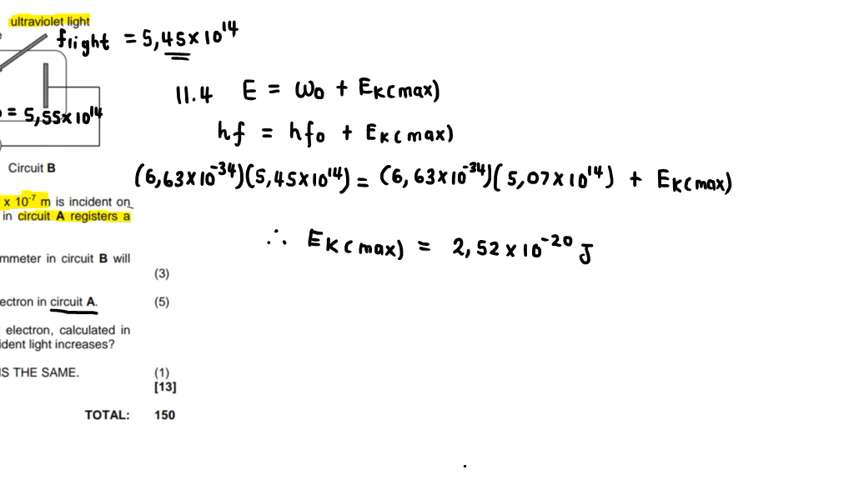 ultraviolet light
flight = 5,45x10^14
= 5,55x10^14
11.4 E = W0 + EK(max)
hf = hf0 + EK(max)
Circuit B
(6,63x10^-34)(5,45x10^14) = (6,63x10^-34)(5,07x10^14) + EK(max)
x 10^-7 m is incident on
in circuit A registers a
∴ EK(max) = 2,52x10^-20 J
mmeter in circuit B will
(3)
ectron in circuit A. (5)
electron, calculated in
ident light increases?
IS THE SAME. (1)
[13]
TOTAL: 150